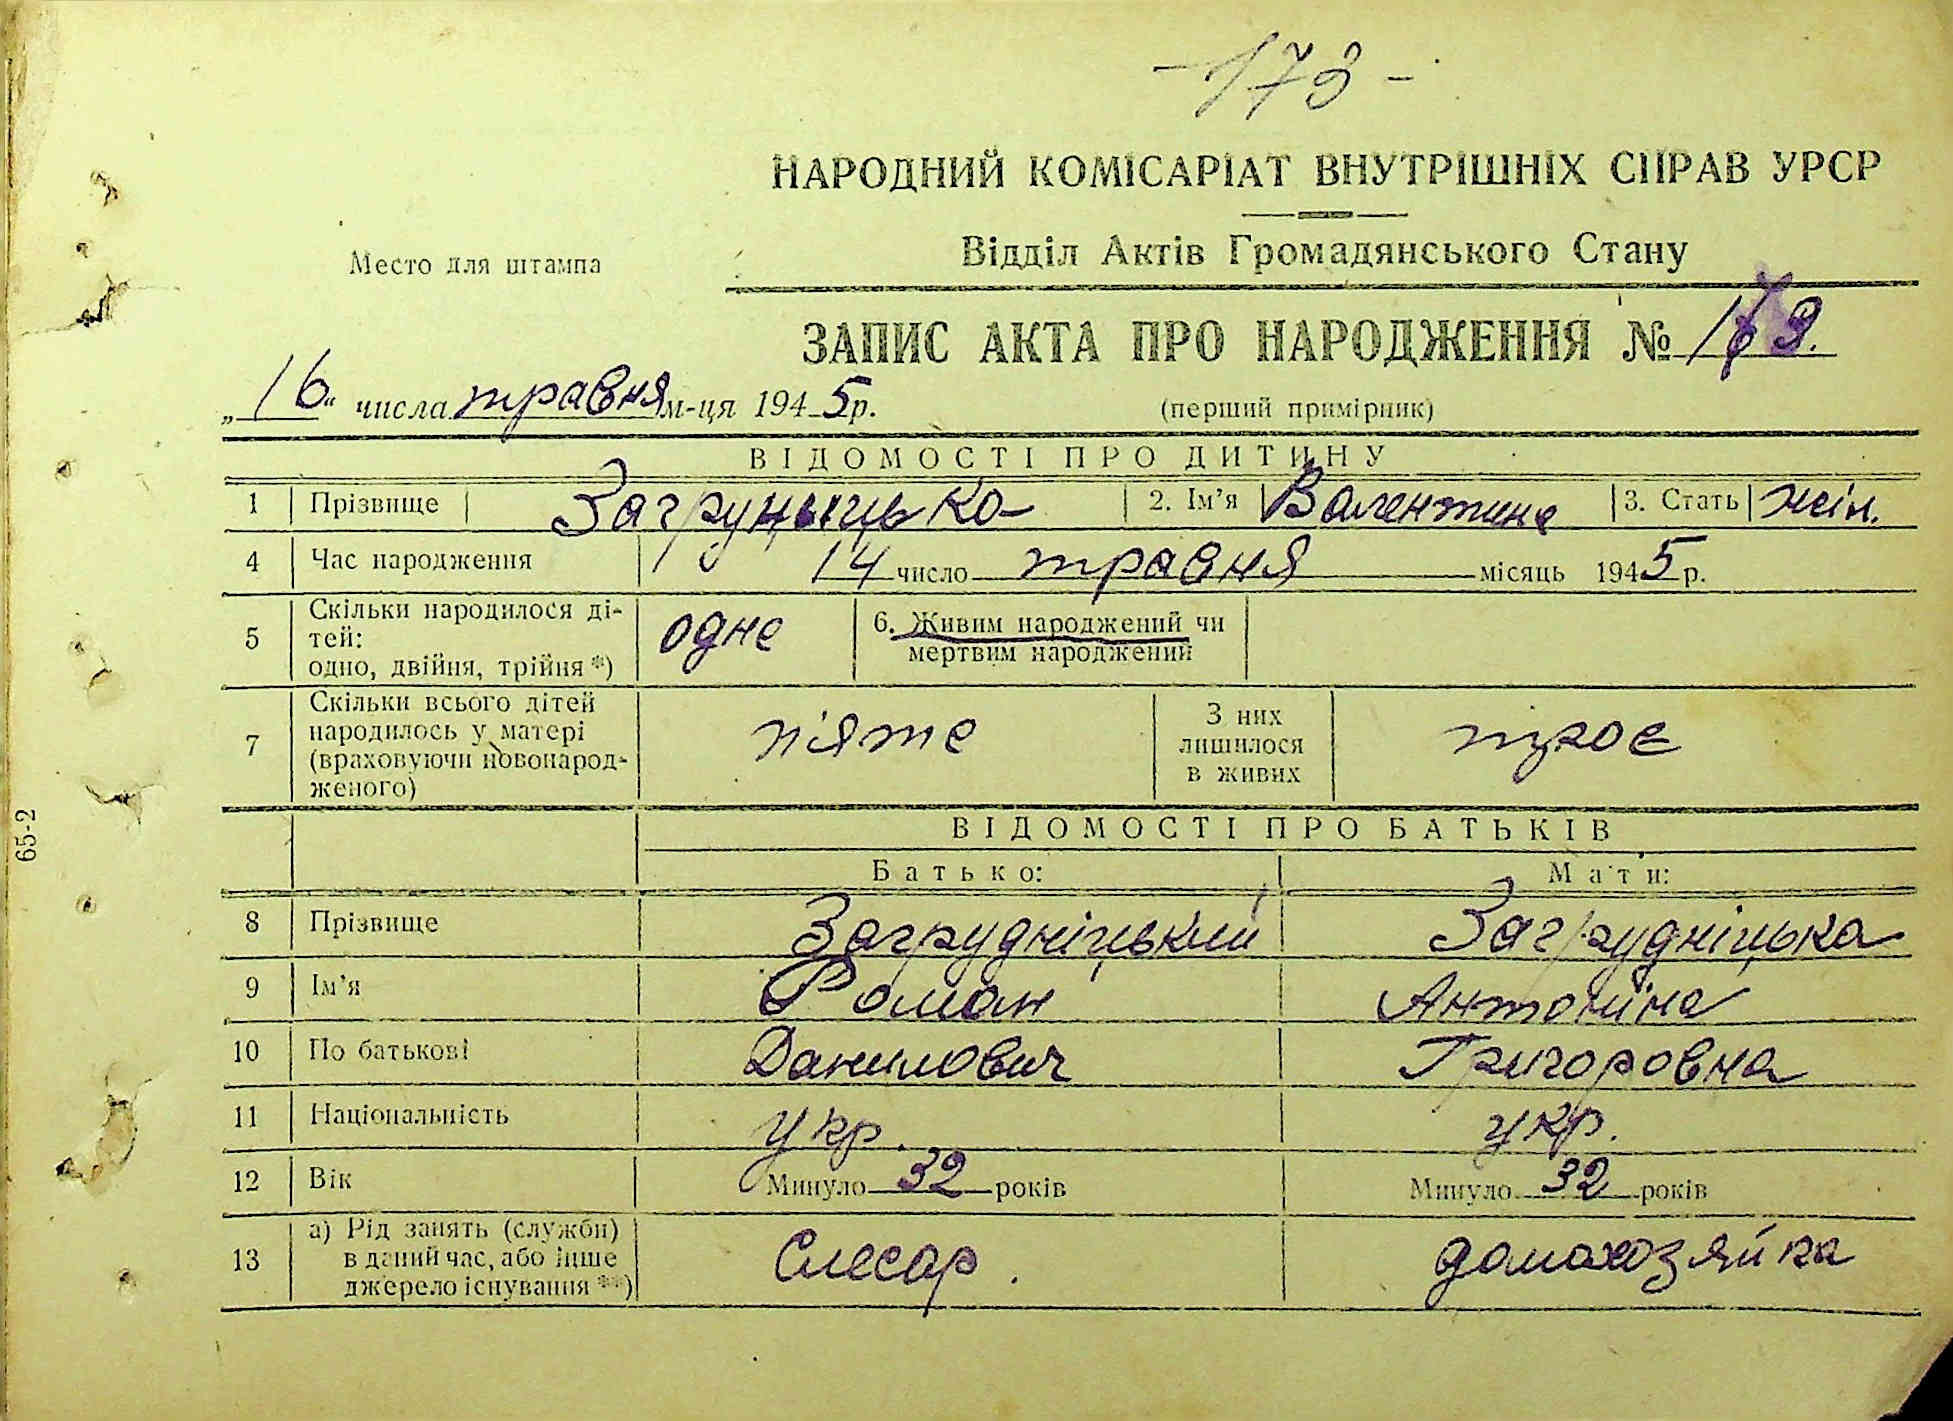 - 173 -
НАРОДНИЙ КОМІСАРІАТ ВНУТРІШНІХ СПРАВ УРСР
Відділ Актів Громадянського Стану
Место для штампа
ЗАПИС АКТА ПРО НАРОДЖЕННЯ №
„16" числа травня м-ця 1945р.
(перший примірник)
ВІДОМОСТІ ПРО ДИТИНУ
1 Прізвище 2. Ім'я Валентина 3. Стать жін.
4 Час народження 14 число травня місяць 1945 р.
5 Скільки народилося ді-
тей:
одно, двійня, трійня *) одне 6. Живим народжений чи
мертвим народжений
7 Скільки всього дітей
народилось у матері
(враховуючи новонарод-
женого) п'яте З них
лишилося
в живих троє
ВІДОМОСТІ ПРО БАТЬКІВ
Батько: Мати:
8 Прізвище Загрудніцький Загрудніцька
9 Ім'я Роман Антоніна
10 По батькові Данилович Григоровна
11 Національність укр. укр.
12 Вік Минуло 32 років Минуло 32 років
13 а) Рід занять (служби)
в даний час, або інше
джерело існування **) Слесар. домохозяйка
65-2